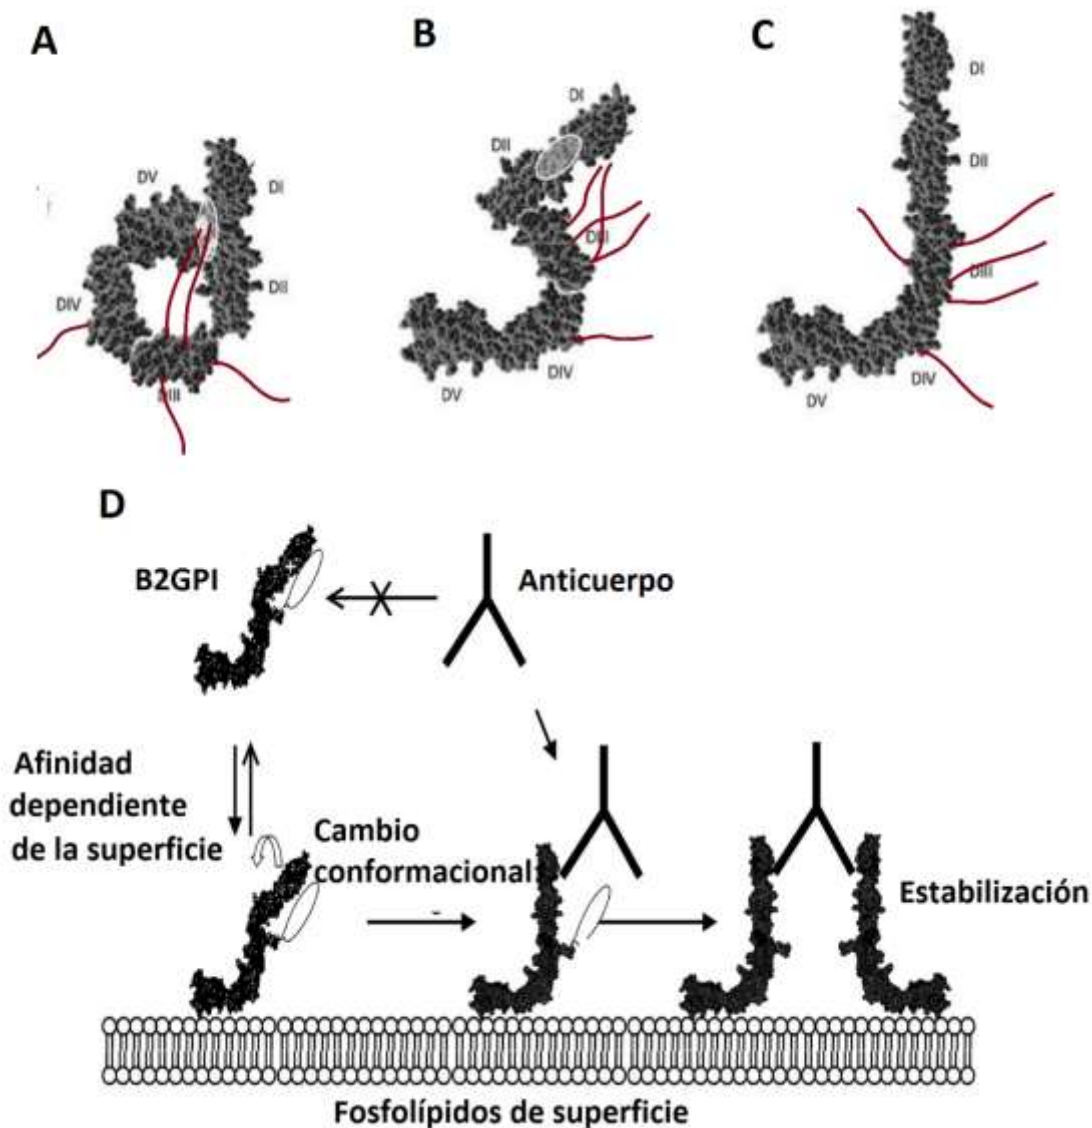 A
B
C
DV
DI
DIV
DII
DIII
DI
DII
DIII
DIV
DV
DI
DII
DIII
DIV
DV
D
B2GPI
Anticuerpo
Afinidad
dependiente
de la superficie
Cambio
conformacional
Estabilización
Fosfolípidos de superficie